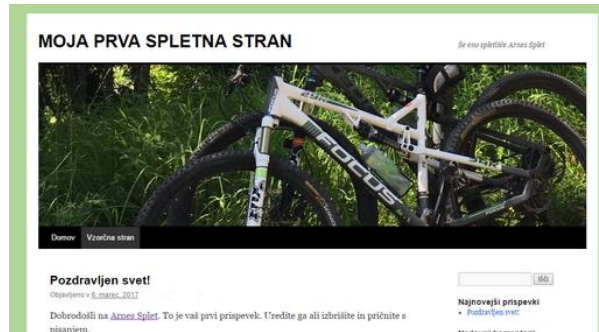 MOJA PRVA SPLETNA STRAN
Še eno spletišče Arnes Splet
FOCUS
Domov Vzorčna stran
Pozdravljen svet!
Objavljeno v 6. marec, 2017
Dobrodošli na Arnes Splet. To je vaš prvi prispevek. Uredite ga ali izbrišite in pričnite s
pisanjem.
Išči
Najnovejši prispevki
Pozdravljen svet!